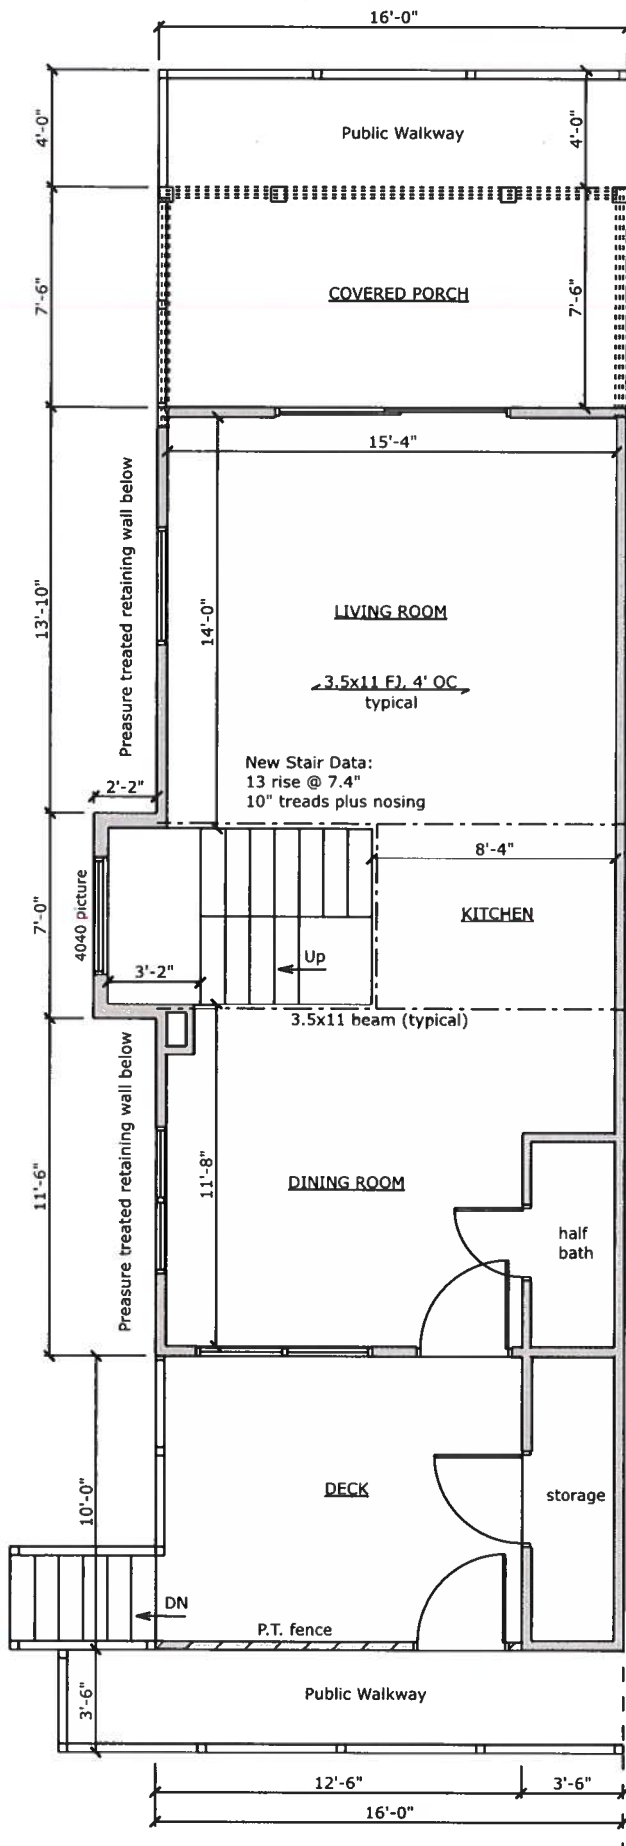 16'-0"
4'-0"
Public Walkway
4'-0"
7'-6"
COVERED PORCH
7'-6"
15'-4"
Preasure treated retaining wall below
13'-10"
14'-0"
LIVING ROOM
3.5x11 FJ, 4' OC
typical
New Stair Data:
13 rise @ 7.4"
10" treads plus nosing
2'-2"
8'-4"
7'-0"
4040 picture
KITCHEN
Up
3'-2"
3.5x11 beam (typical)
Preasure treated retaining wall below
11'-6"
11'-8"
DINING ROOM
half
bath
10'-0"
DECK
storage
DN
P.T. fence
3'-6"
Public Walkway
12'-6"
3'-6"
16'-0"